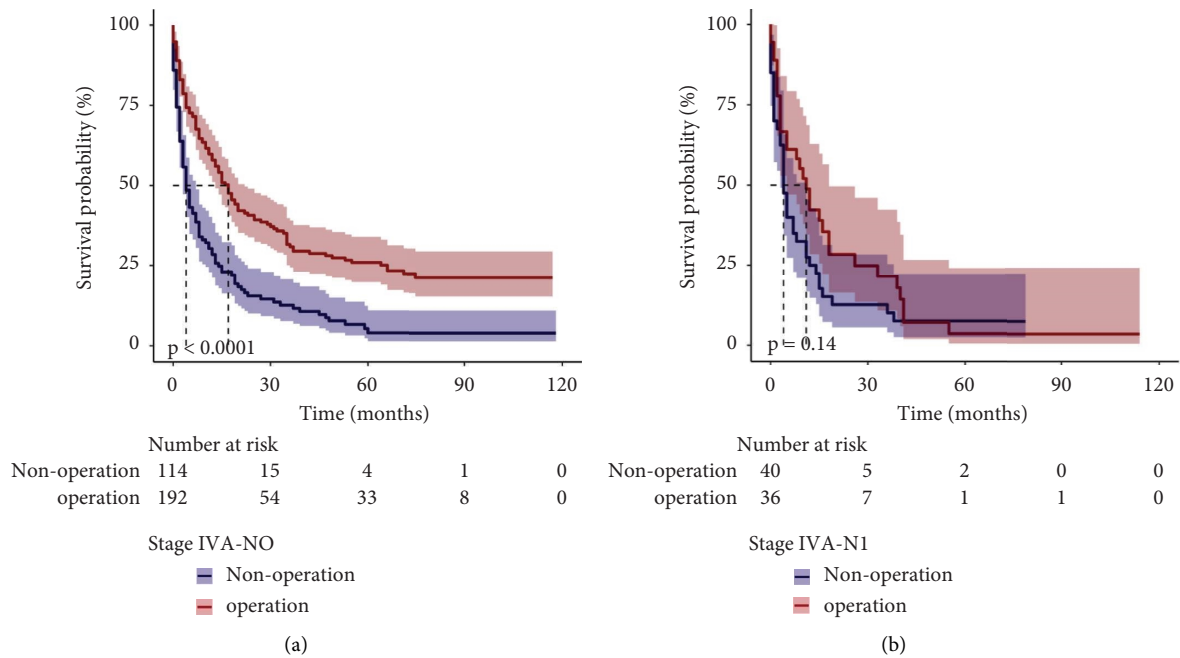 100
75
50
25
0
Survival probability (%)
p < 0.0001
0 30 60 90 120
Time (months)
Number at risk
Non-operation 114 15 4 1 0
operation 192 54 33 8 0
Stage IVA-NO
Non-operation
operation
(a)
100
75
50
25
0
Survival probability (%)
p = 0.14
0 30 60 90 120
Time (months)
Number at risk
Non-operation 40 5 2 0 0
operation 36 7 1 1 0
Stage IVA-N1
Non-operation
operation
(b)